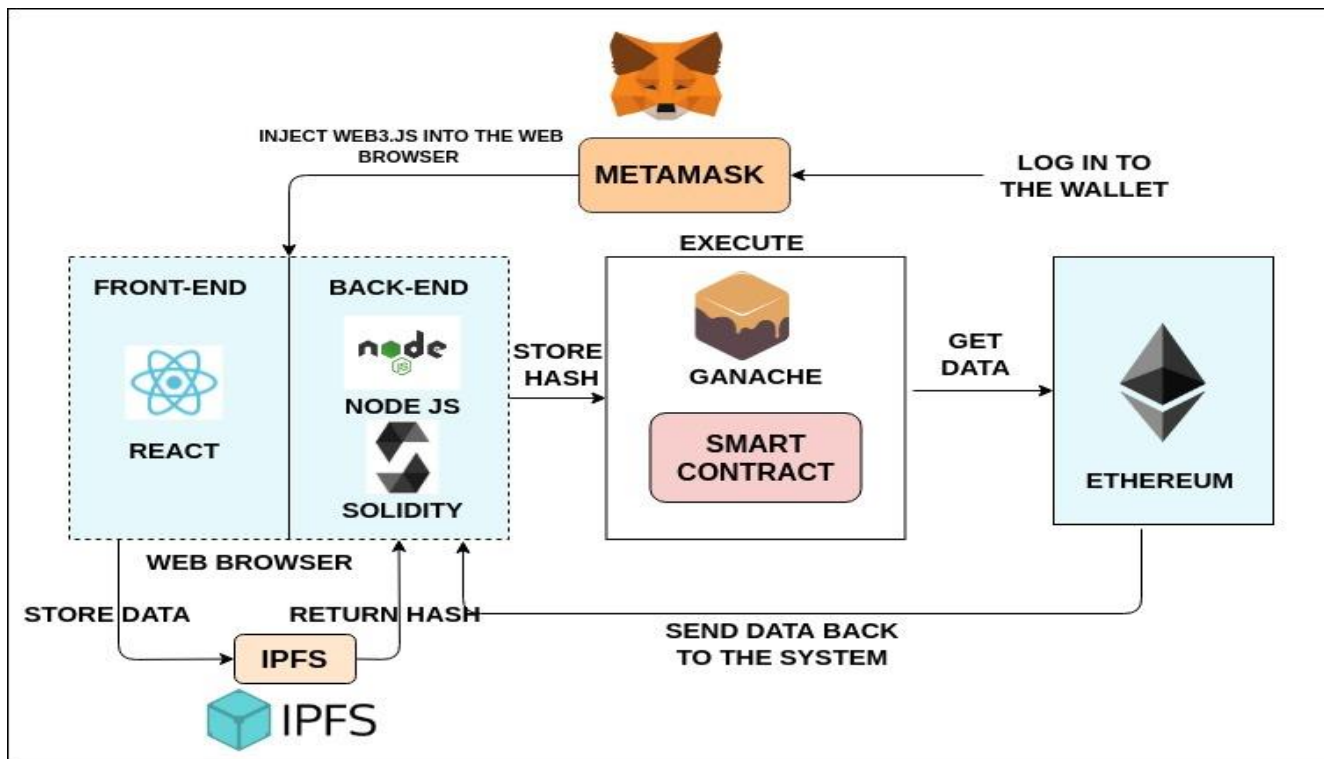 INJECT WEB3.JS INTO THE WEB
BROWSER
METAMASK
LOG IN TO
THE WALLET
EXECUTE
FRONT-END
BACK-END
node
JS
STORE
HASH
GET
DATA
GANACHE
NODE JS
REACT
SMART
CONTRACT
ETHEREUM
SOLIDITY
WEB BROWSER
STORE DATA
RETURN HASH
SEND DATA BACK
TO THE SYSTEM
IPFS
IPFS